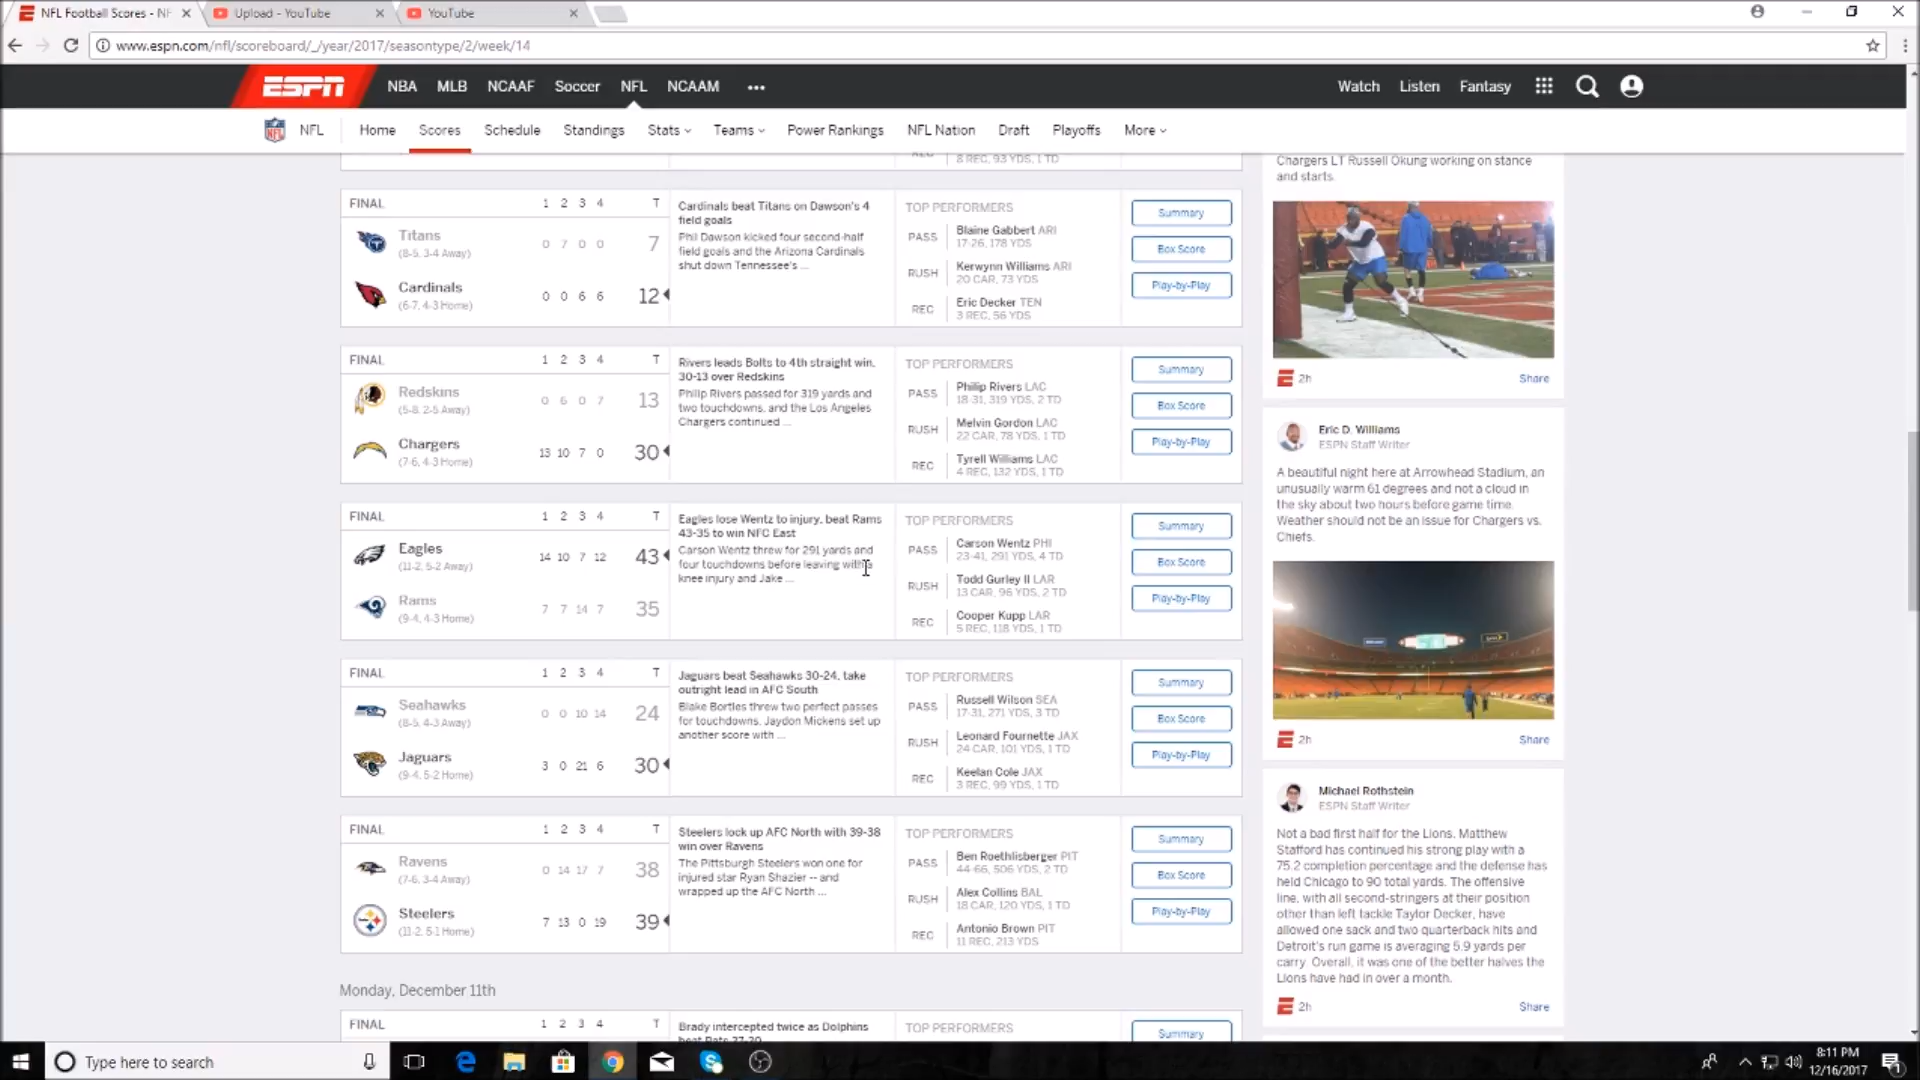 NFL Football Scores - NF
Upload - YouTube
YouTube
www.espn.com/nfl/scoreboard/_/year/2017/seasontype/2/week/14
ESPN NBA MLB NCAAF Soccer NFL NCAAM Watch Listen Fantasy
NFL Home Scores Schedule Standings Stats Teams Power Rankings NFL Nation Draft Playoffs More
8 REC, 93 YDS, 1 TD
FINAL 1 2 3 4 T
Titans 0 7 0 0 7
(8-5, 3-4 Away)
Cardinals 0 0 6 6 12
(6-7, 4-3 Home)
Cardinals beat Titans on Dawson's 4
field goals
Phil Dawson kicked four second-half
field goals and the Arizona Cardinals
shut down Tennessee's ...
TOP PERFORMERS
PASS Blaine Gabbert ARI
17-26, 178 YDS
RUSH Kerwynn Williams ARI
20 CAR, 73 YDS
REC Eric Decker TEN
3 REC, 56 YDS
Summary
Box Score
Play-by-Play
FINAL 1 2 3 4 T
Redskins 0 6 0 7 13
(5-8, 2-5 Away)
Chargers 13 10 7 0 30
(7-6, 4-3 Home)
Rivers leads Bolts to 4th straight win,
30-13 over Redskins
Philip Rivers passed for 319 yards and
two touchdowns, and the Los Angeles
Chargers continued ...
TOP PERFORMERS
PASS Philip Rivers LAC
18-31, 319 YDS, 2 TD
RUSH Melvin Gordon LAC
22 CAR, 78 YDS, 1 TD
REC Tyrell Williams LAC
4 REC, 132 YDS, 1 TD
Summary
Box Score
Play-by-Play
FINAL 1 2 3 4 T
Eagles 14 10 7 12 43
(11-2, 5-2 Away)
Rams 7 7 14 7 35
(9-4, 4-3 Home)
Eagles lose Wentz to injury, beat Rams
43-35 to win NFC East
Carson Wentz threw for 291 yards and
four touchdowns before leaving with a
knee injury and Jake ...
TOP PERFORMERS
PASS Carson Wentz PHI
23-41, 291 YDS, 4 TD
RUSH Todd Gurley II LAR
13 CAR, 96 YDS, 2 TD
REC Cooper Kupp LAR
5 REC, 118 YDS, 1 TD
Summary
Box Score
Play-by-Play
FINAL 1 2 3 4 T
Seahawks 0 0 10 14 24
(8-5, 4-3 Away)
Jaguars 3 0 21 6 30
(9-4, 5-2 Home)
Jaguars beat Seahawks 30-24, take
outright lead in AFC South
Blake Bortles threw two perfect passes
for touchdowns, Jaydon Mickens set up
another score with ...
TOP PERFORMERS
PASS Russell Wilson SEA
17-31, 271 YDS, 3 TD
RUSH Leonard Fournette JAX
24 CAR, 101 YDS, 1 TD
REC Keelan Cole JAX
3 REC, 99 YDS, 1 TD
Summary
Box Score
Play-by-Play
FINAL 1 2 3 4 T
Ravens 0 14 17 7 38
(7-6, 3-4 Away)
Steelers 7 13 0 19 39
(11-2, 5-1 Home)
Steelers lock up AFC North with 39-38
win over Ravens
The Pittsburgh Steelers won one for
injured star Ryan Shazier -- and
wrapped up the AFC North ...
TOP PERFORMERS
PASS Ben Roethlisberger PIT
44-66, 506 YDS, 2 TD
RUSH Alex Collins BAL
18 CAR, 120 YDS, 1 TD
REC Antonio Brown PIT
11 REC, 213 YDS
Summary
Box Score
Play-by-Play
Monday, December 11th
FINAL 1 2 3 4 T
Brady intercepted twice as Dolphins
beat Pats 27-20
TOP PERFORMERS
Summary
Chargers LT Russell Okung working on stance
and starts.
2h Share
Eric D. Williams
ESPN Staff Writer
A beautiful night here at Arrowhead Stadium, an
unusually warm 61 degrees and not a cloud in
the sky about two hours before game time.
Weather should not be an issue for Chargers vs.
Chiefs.
2h Share
Michael Rothstein
ESPN Staff Writer
Not a bad first half for the Lions. Matthew
Stafford has continued his strong play with a
75.2 completion percentage and the defense has
held Chicago to 90 total yards. The offensive
line, with all second-stringers at their position
other than left tackle Taylor Decker, have
allowed one sack and two quarterback hits and
Detroit's run game is averaging 5.9 yards per
carry. Overall, it was one of the better halves the
Lions have had in over a month.
2h Share
Type here to search
8:11 PM
12/16/2017